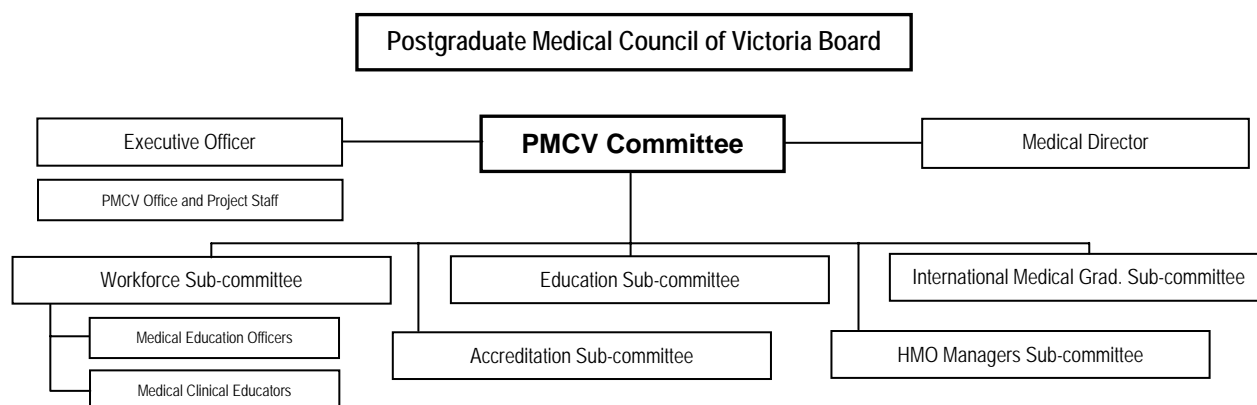 Postgraduate Medical Council of Victoria Board
Executive Officer
PMCV Committee
Medical Director
PMCV Office and Project Staff
Workforce Sub-committee
Education Sub-committee
International Medical Grad. Sub-committee
Medical Education Officers
Accreditation Sub-committee
HMO Managers Sub-committee
Medical Clinical Educators